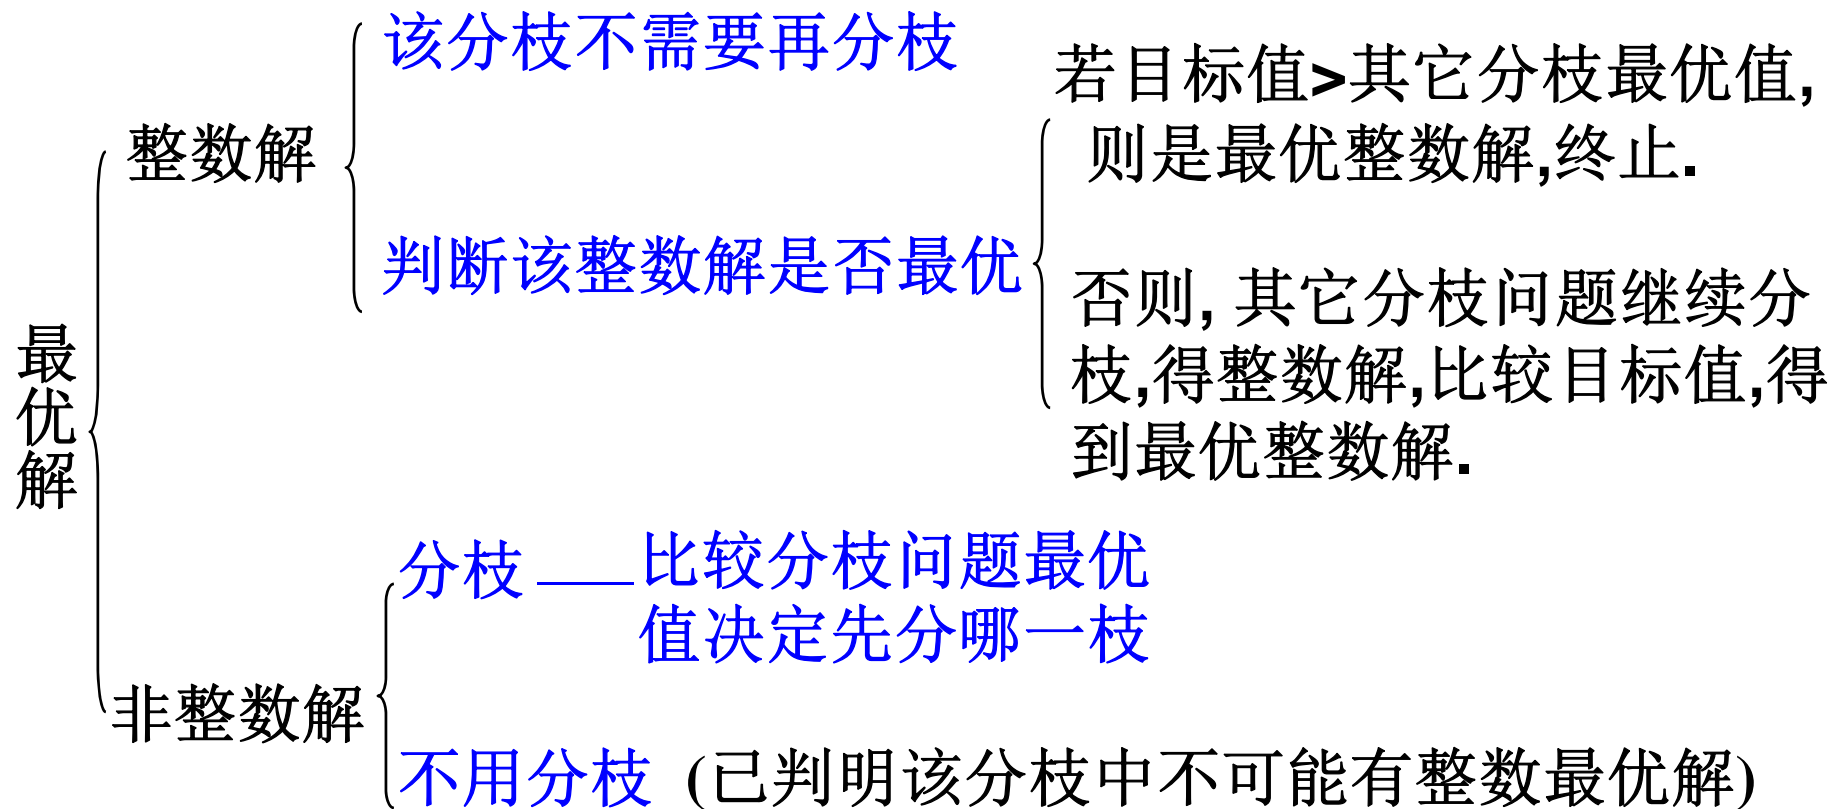 最优解
整数解
该分枝不需要再分枝
判断该整数解是否最优
若目标值>其它分枝最优值,
则是最优整数解,终止.
否则, 其它分枝问题继续分
枝,得整数解,比较目标值,得
到最优整数解.
非整数解
分枝
比较分枝问题最优
值决定先分哪一枝
不用分枝 (已判明该分枝中不可能有整数最优解)